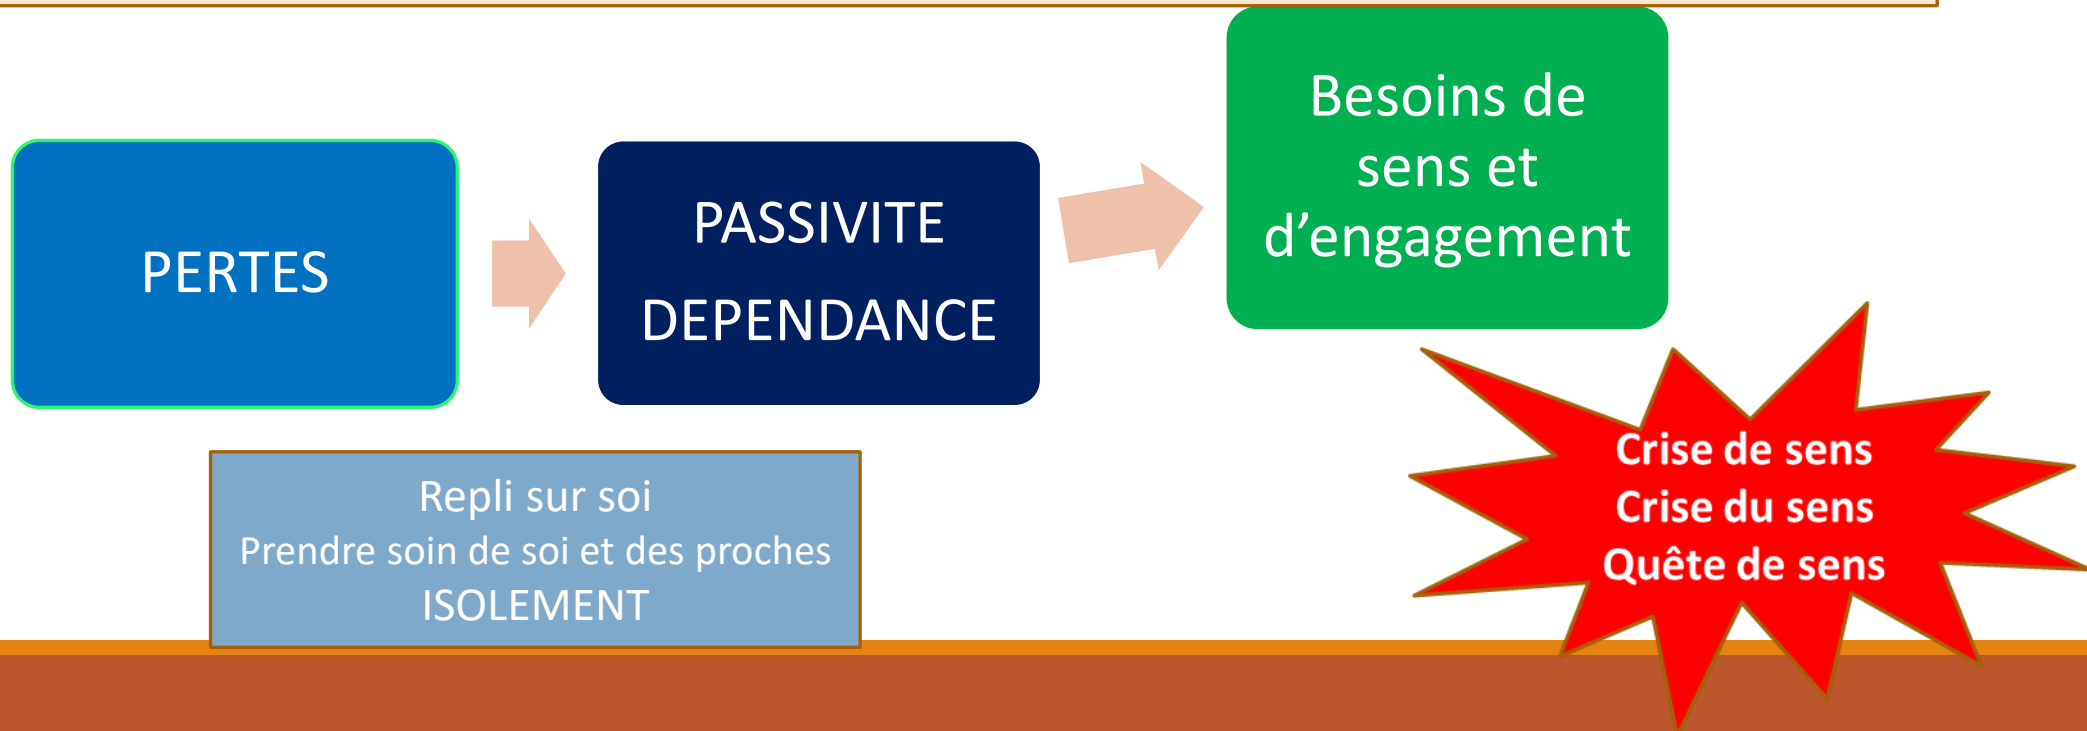 PERTES
PASSIVITE
DEPENDANCE
Besoins de
sens et
d’engagement
Repli sur soi
Prendre soin de soi et des proches
ISOLEMENT
Crise de sens
Crise du sens
Quête de sens